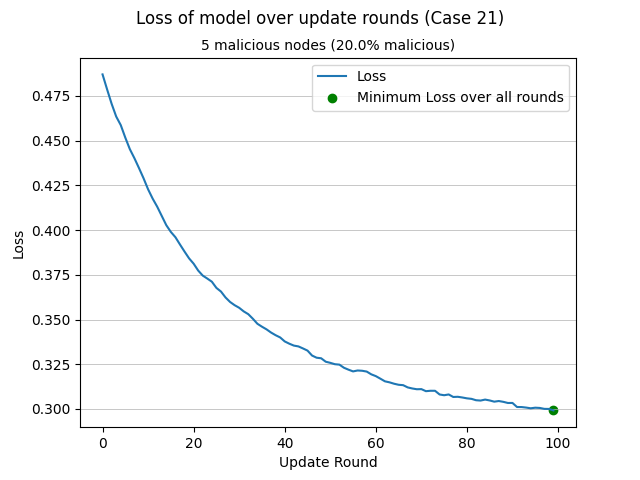 Loss of model over update rounds (Case 21)
5 malicious nodes (20.0% malicious)
Loss
Minimum Loss over all rounds
0.475
0.450
0.425
0.400
0.375
0.350
0.325
0.300
Loss
0 20 40 60 80 100
Update Round